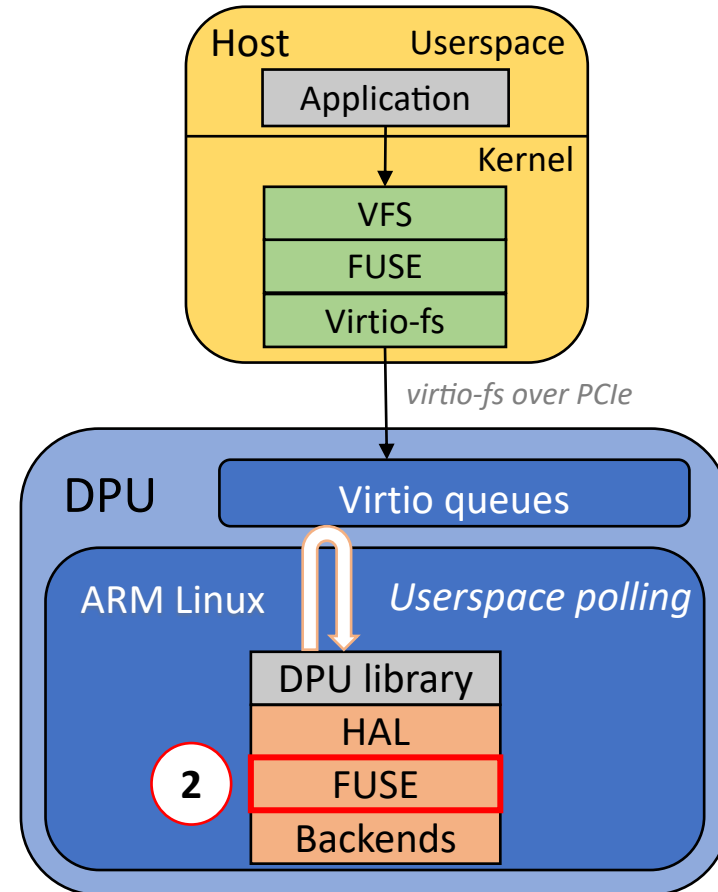 Host
Userspace
Application
Kernel
VFS
FUSE
Virtio-fs
virtio-fs over PCIe
DPU
Virtio queues
ARM Linux
Userspace polling
DPU library
HAL
2
FUSE
Backends